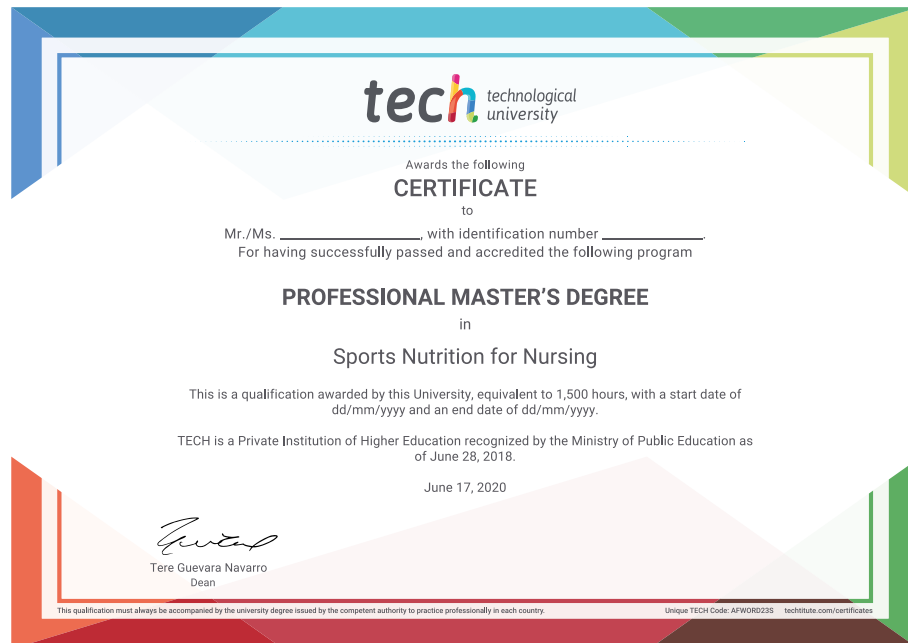 tech technological
university
Awards the following
CERTIFICATE
to
Mr./Ms. ____________________, with identification number ______________.
For having successfully passed and accredited the following program
PROFESSIONAL MASTER'S DEGREE
in
Sports Nutrition for Nursing
This is a qualification awarded by this University, equivalent to 1,500 hours, with a start date of
dd/mm/yyyy and an end date of dd/mm/yyyy.
TECH is a Private Institution of Higher Education recognized by the Ministry of Public Education as
of June 28, 2018.
June 17, 2020
Tere Guevara Navarro
Dean
This qualification must always be accompanied by the university degree issued by the competent authority to practice professionally in each country.
Unique TECH Code: AFWORD23S techtitute.com/certificates